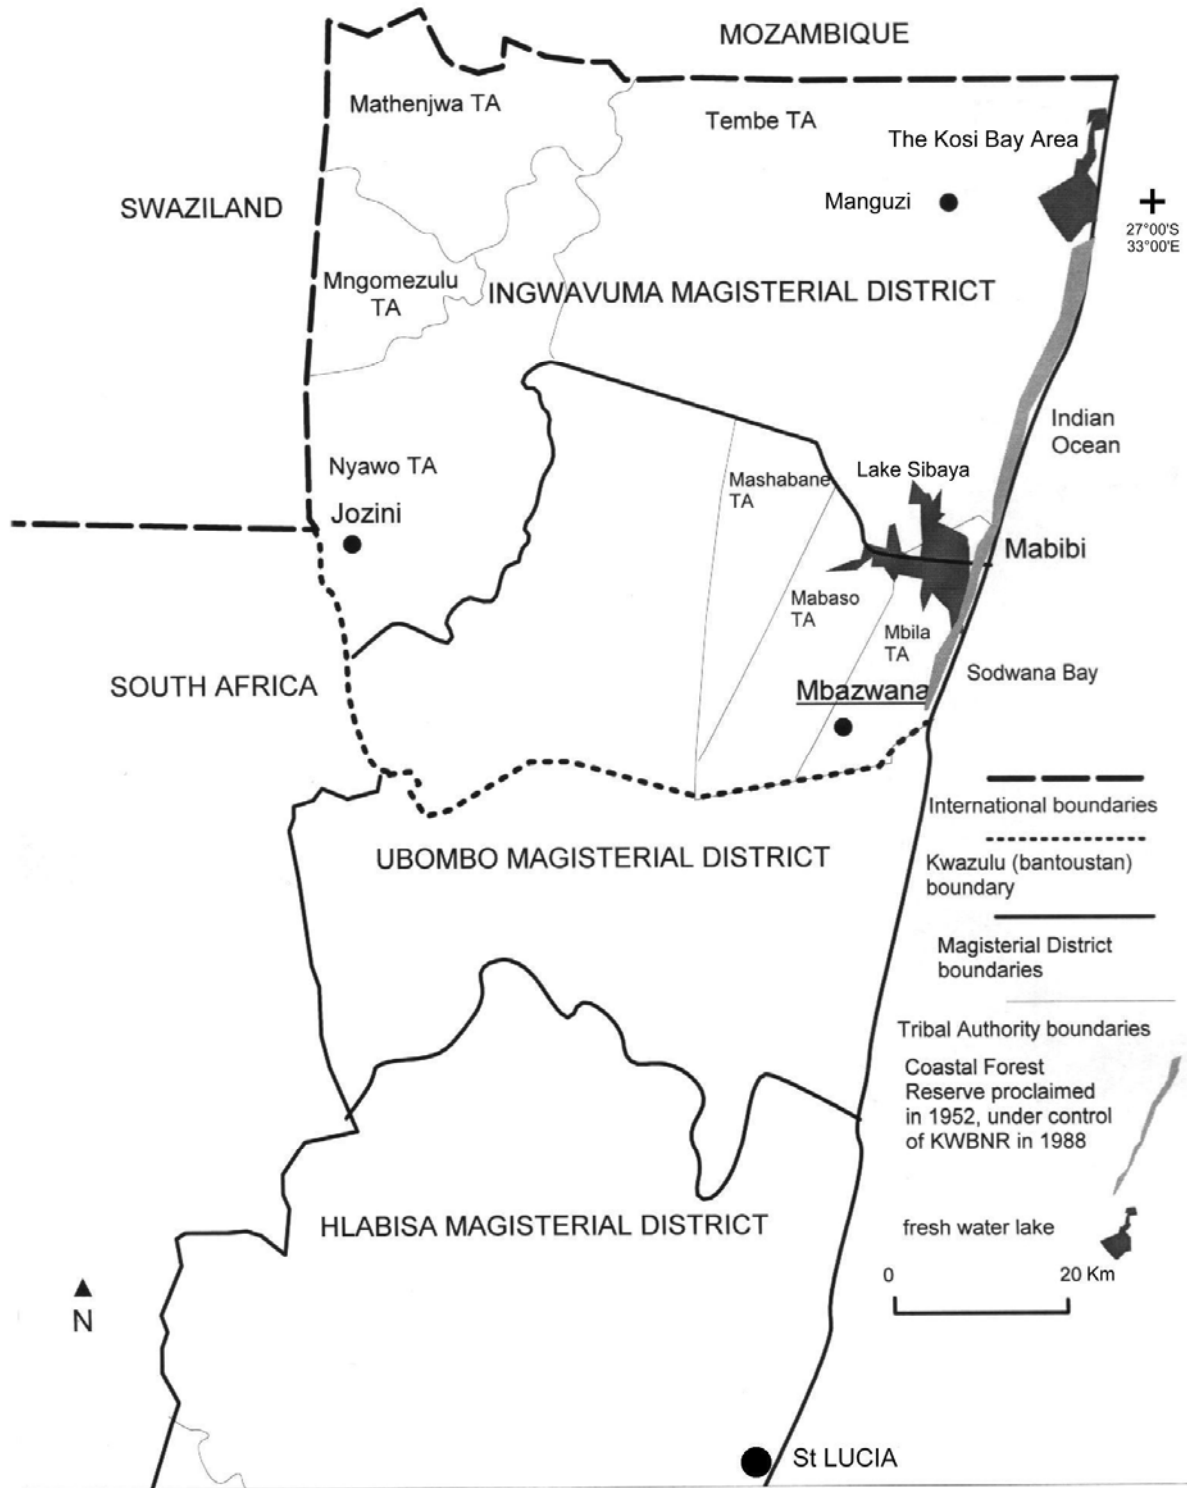 MOZAMBIQUE
Mathenjwa TA
Tembe TA
The Kosi Bay Area
SWAZILAND
Manguzi
27°00'S
33°00'E
Mngomezulu
TA
INGWAVUMA MAGISTERIAL DISTRICT
Indian
Ocean
Nyawo TA
Mashabane
TA
Lake Sibaya
Jozini
Mabibi
Mabaso
TA
Mbila
TA
SOUTH AFRICA
Sodwana Bay
Mbazwana
International boundaries
UBOMBO MAGISTERIAL DISTRICT
Kwazulu (bantoustan)
boundary
Magisterial District
boundaries
Tribal Authority boundaries
Coastal Forest
Reserve proclaimed
in 1952, under control
of KWBNR in 1988
HLABISA MAGISTERIAL DISTRICT
fresh water lake
0 20 Km
N
St LUCIA